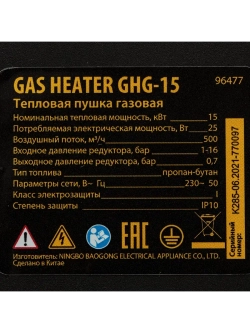 GAS HEATER GHG-15
96477
Тепловая пушка газовая
Номинальная тепловая мощность, кВт 15
Потребляемая электрическая мощность, Вт 25
Воздушный поток, м³/ч 500
Входное давление редуктора, бар 1-16
Выходное давление редуктора, бар 0,7
Тип топлива пропан-бутан
Параметры сети, В~ Гц 230~ 50
Класс электрозащиты I
Степень защиты IP10
EAC
Изготовитель: NINGBO BAOGONG ELECTRICAL APPLIANCE CO., LTD.
Сделано в Китае
Серийный номер:
K285-06.2021-770097